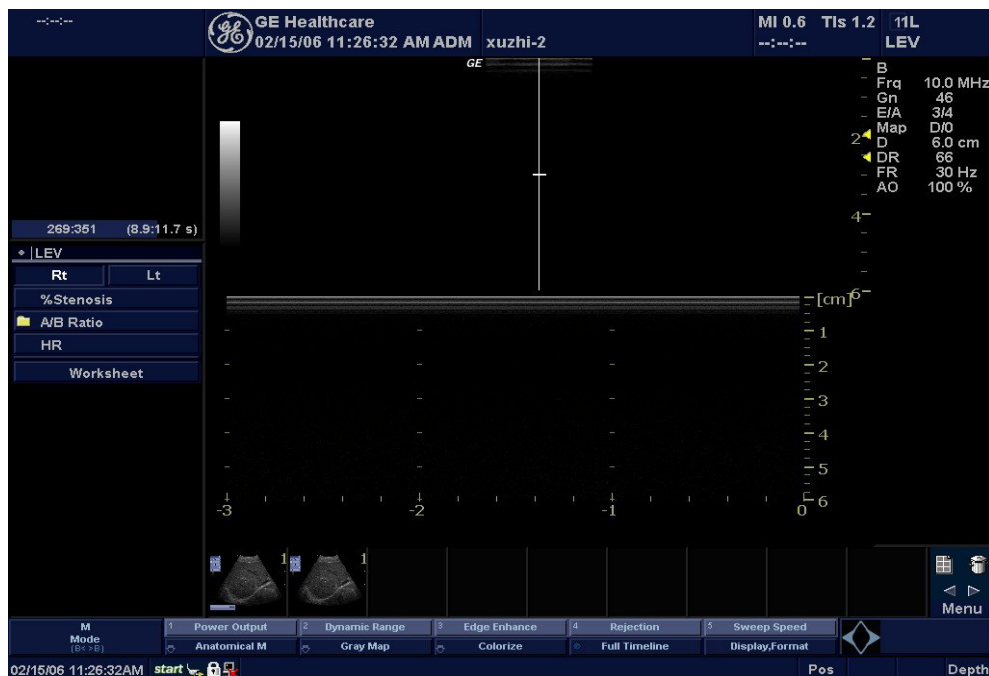 --:--:--
GE Healthcare
02/15/06 11:26:32 AM ADM xuzhi-2
MI 0.6 TIs 1.2 11L
--:--:-- LEV
GE
B
Frq 10.0 MHz
Gn 46
E/A 3/4
Map D/0
D 6.0 cm
DR 66
FR 30 Hz
AO 100 %
2
4
6
269:351 (8.9:11.7 s)
LEV
Rt Lt
%Stenosis
A/B Ratio
HR
Worksheet
[cm]
1
2
3
4
5
6
-3 -2 -1 0
1 1
Menu
M
Mode
(B<>B)
1 Power Output 2 Dynamic Range 3 Edge Enhance 4 Rejection 5 Sweep Speed
Anatomical M Gray Map Colorize Full Timeline Display,Format
02/15/06 11:26:32AM start Pos Depth